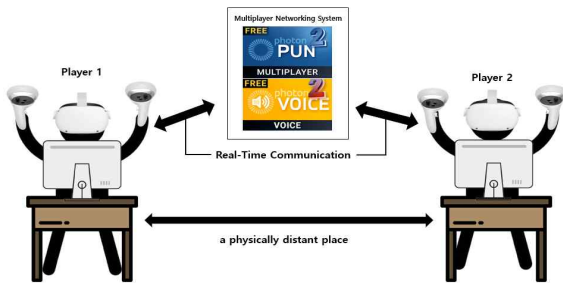 Multiplayer Networking System
FREE
photon 2
PUN
MULTIPLAYER
FREE
photon 2
VOICE
VOICE
Player 1
Player 2
Real-Time Communication
a physically distant place